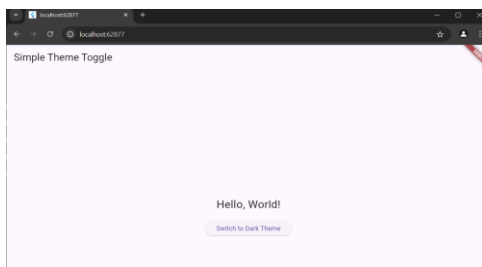 localhost:62877
localhost:62877
Simple Theme Toggle
Hello, World!
Switch to Dark Theme